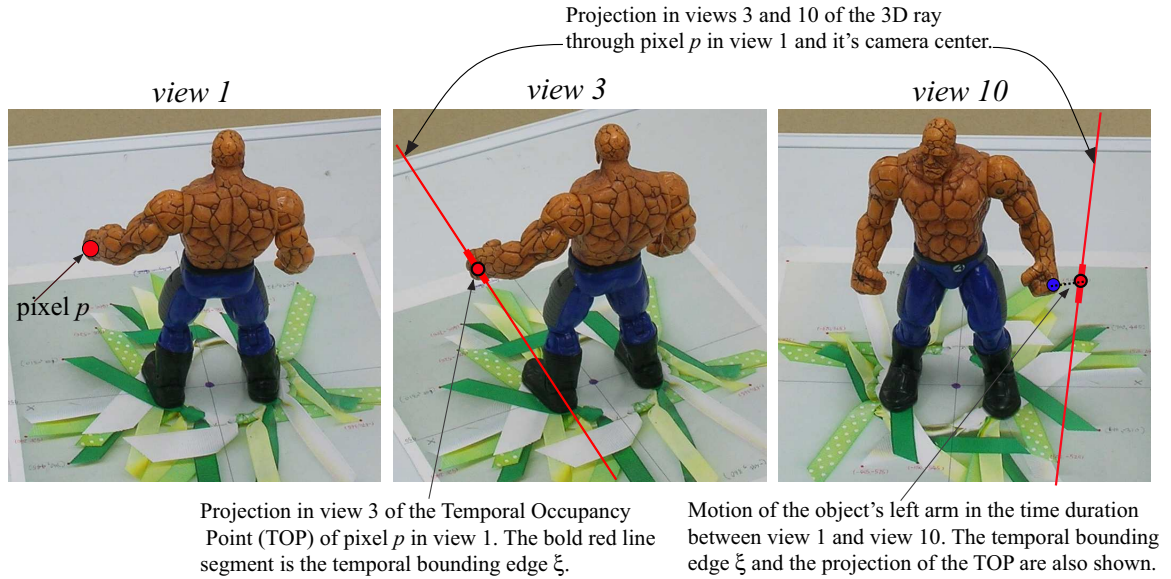 Projection in views 3 and 10 of the 3D ray
through pixel p in view 1 and it's camera center.
view 1
view 3
view 10
pixel p
Projection in view 3 of the Temporal Occupancy
Point (TOP) of pixel p in view 1. The bold red line
segment is the temporal bounding edge ξ.
Motion of the object's left arm in the time duration
between view 1 and view 10. The temporal bounding
edge ξ and the projection of the TOP are also shown.